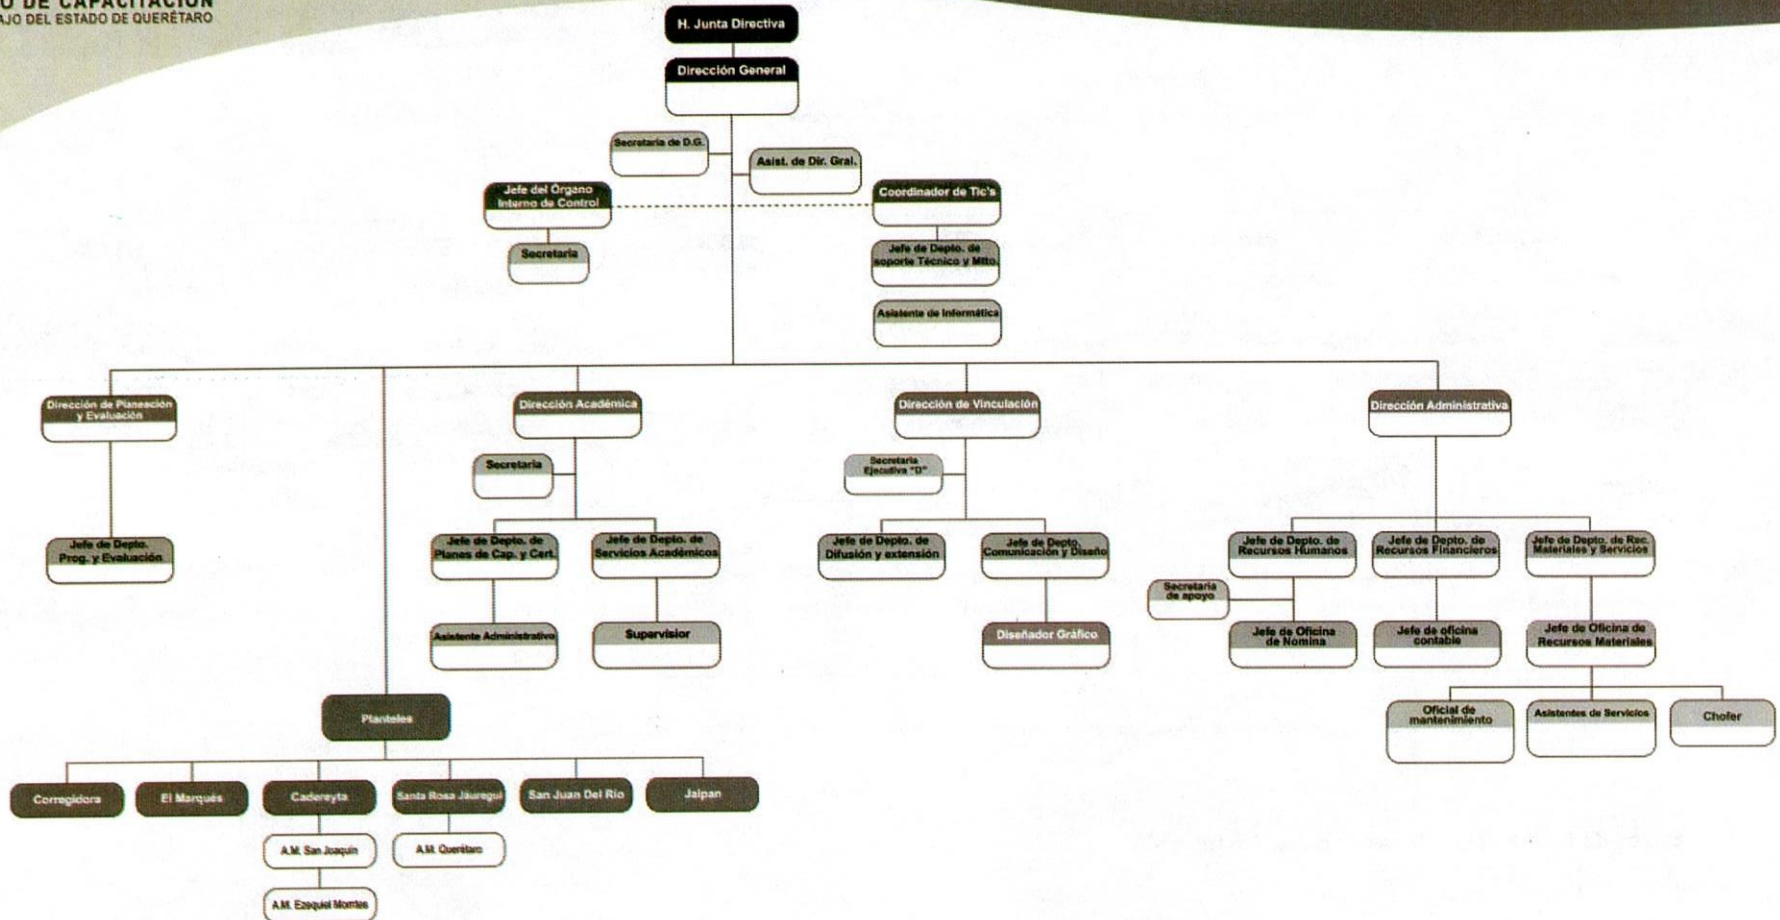 O DE CAPACITACIÓN
AJO DEL ESTADO DE QUERÉTARO
H. Junta Directiva
Dirección General
Secretaria de D.G.
Asist. de Dir. Gral.
Jefe del Órgano
Interno de Control
Coordinador de Tic's
Secretaria
Jefe de Depto. de
soporte Técnico y Mtto.
Asistente de Informática
Dirección de Planeación
y Evaluación
Dirección Académica
Dirección de Vinculación
Dirección Administrativa
Secretaria
Secretaria
Ejecutiva "D"
Jefe de Depto.
Prog. y Evaluación
Jefe de Depto. de
Planes de Cap. y Cert.
Jefe de Depto. de
Servicios Académicos
Jefe de Depto. de
Difusión y extensión
Jefe de Depto.
Comunicación y Diseño
Jefe de Depto. de
Recursos Humanos
Jefe de Depto. de
Recursos Financieros
Jefe de Depto. de Rec.
Materiales y Servicios
Secretaria
de apoyo
Asistente Administrativo
Supervisior
Diseñador Gráfico
Jefe de Oficina
de Nomina
Jefe de oficina
contable
Jefe de Oficina de
Recursos Materiales
Planteles
Oficial de
mantenimiento
Asistentes de Servicios
Chofer
Corregidora
El Marqués
Cadereyta
Santa Rosa Jáuregui
San Juan Del Río
Jalpan
A.M. San Joaquín
A.M. Querétaro
A.M. Ezequiel Montes